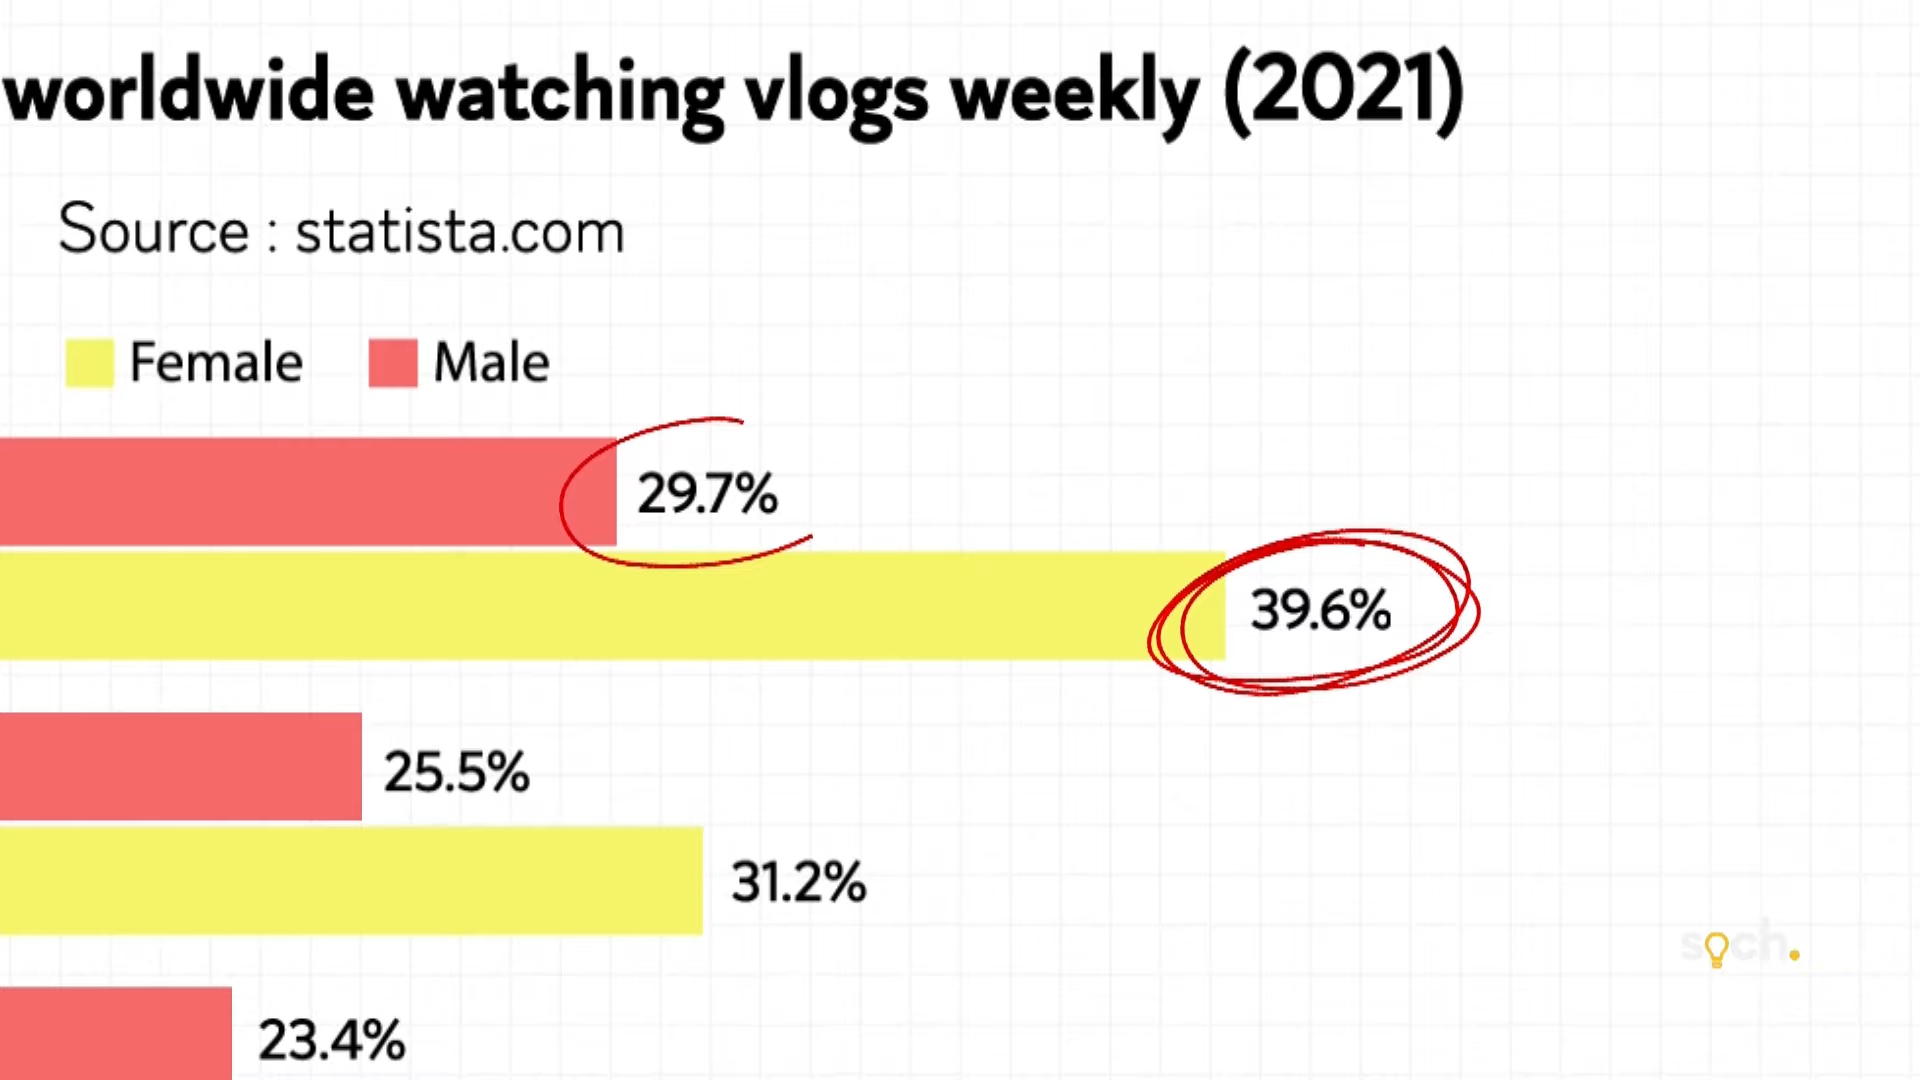 worldwide watching vlogs weekly (2021)
Source : statista.com
Female Male
29.7%
39.6%
25.5%
31.2%
23.4%
soch.